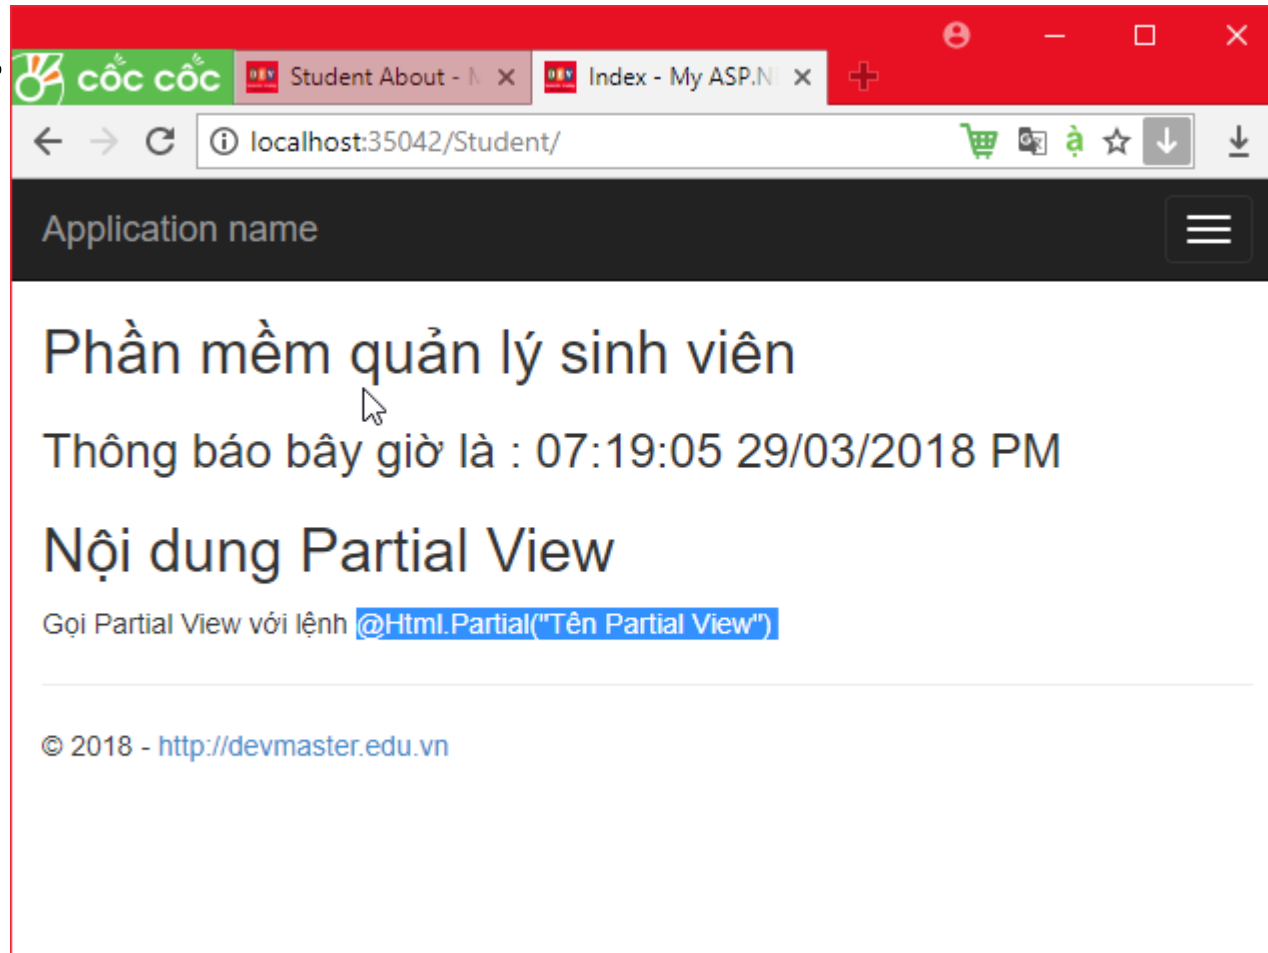 cốc cốc
Student About - N
Index - My ASP.N
localhost:35042/Student/
Application name
Phần mềm quản lý sinh viên
Thông báo bây giờ là : 07:19:05 29/03/2018 PM
Nội dung Partial View
Gọi Partial View với lệnh @Html.Partial("Tên Partial View")
© 2018 - http://devmaster.edu.vn